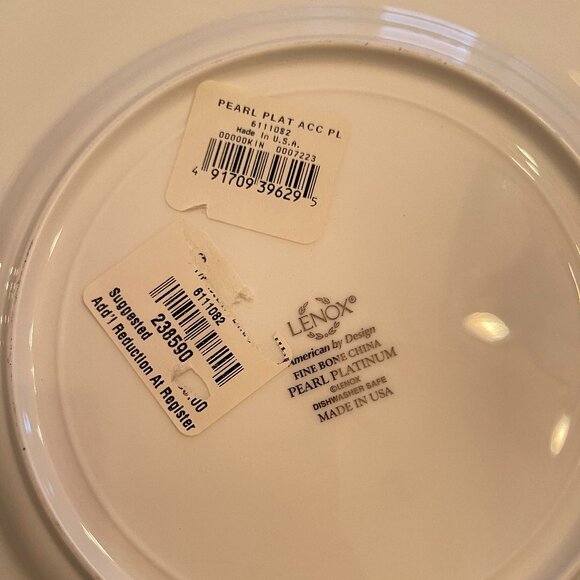 PEARL PLAT ACC PL
6111082
Made In U.S.A.
00000KIN 0007223
4 91709 39629 5
6111082
238590
.00
Suggested
Add'l Reduction At Register
LENOX®
American by Design
FINE BONE CHINA
PEARL PLATINUM
©LENOX
DISHWASHER SAFE
MADE IN USA